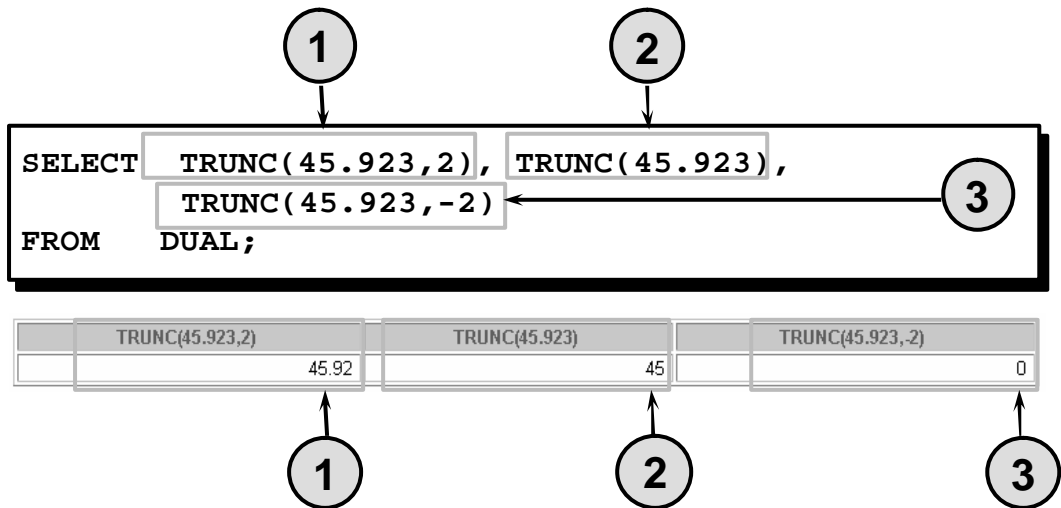 1 2
SELECT TRUNC(45.923,2), TRUNC(45.923),
TRUNC(45.923,-2) 3
FROM DUAL;
TRUNC(45.923,2) TRUNC(45.923) TRUNC(45.923,-2)
45.92 45 0
1 2 3